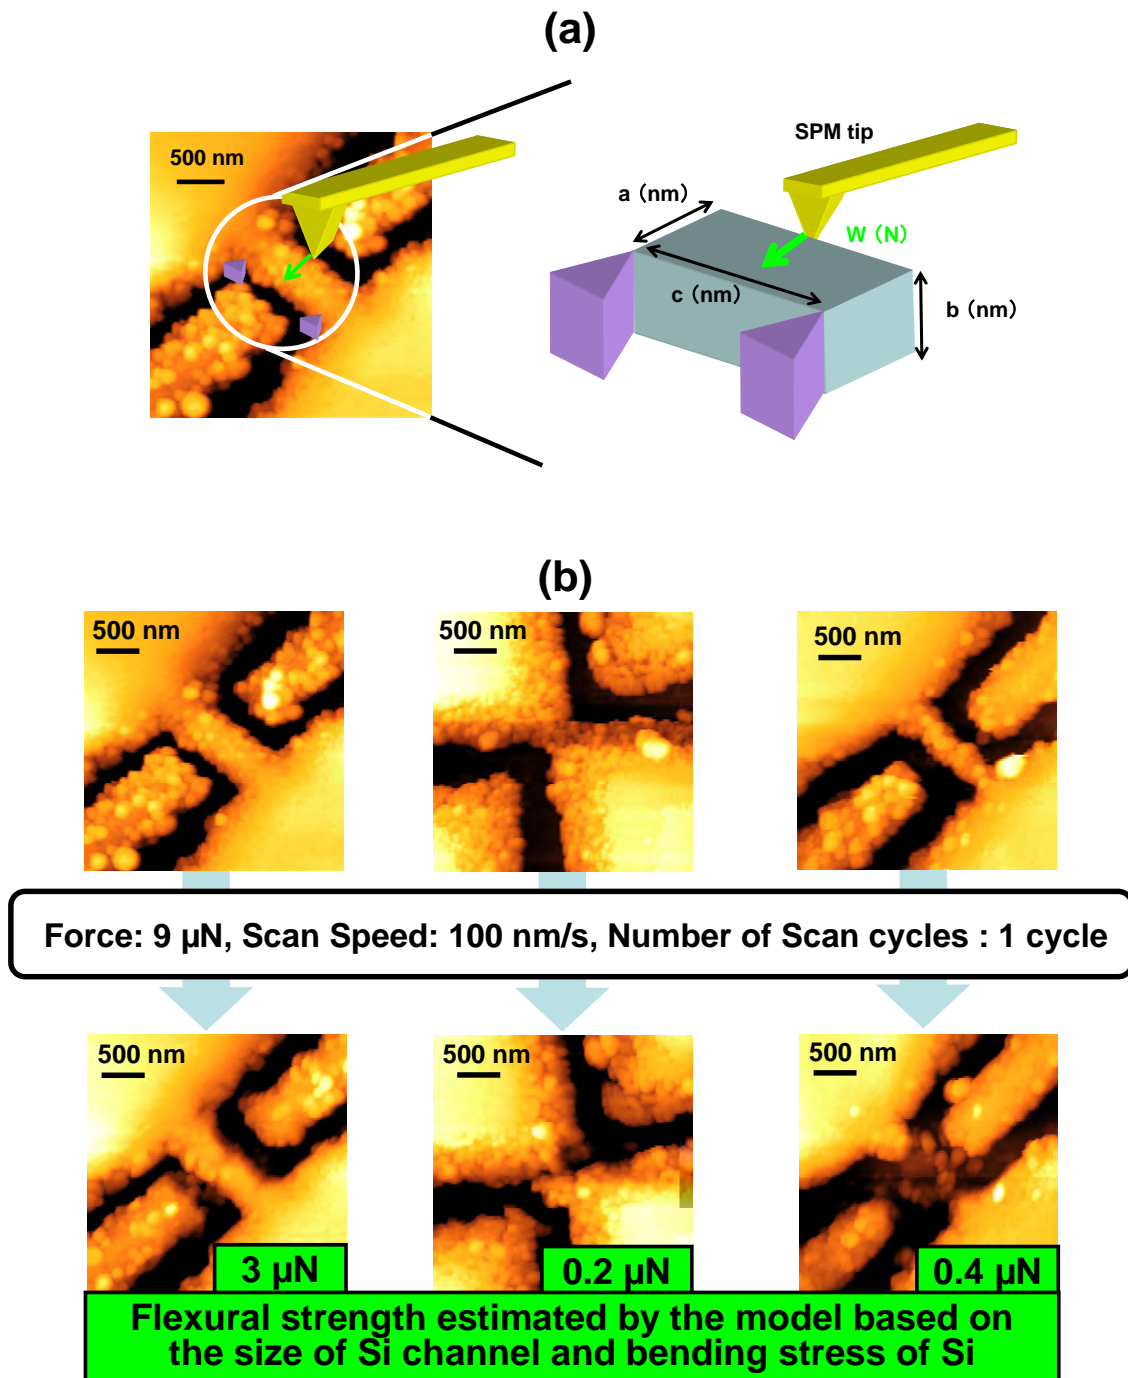 (a)
500 nm
SPM tip
a (nm)
W (N)
c (nm)
b (nm)
(b)
500 nm
500 nm
500 nm
Force: 9 µN, Scan Speed: 100 nm/s, Number of Scan cycles : 1 cycle
500 nm
500 nm
500 nm
3 µN
0.2 µN
0.4 µN
Flexural strength estimated by the model based on
the size of Si channel and bending stress of Si